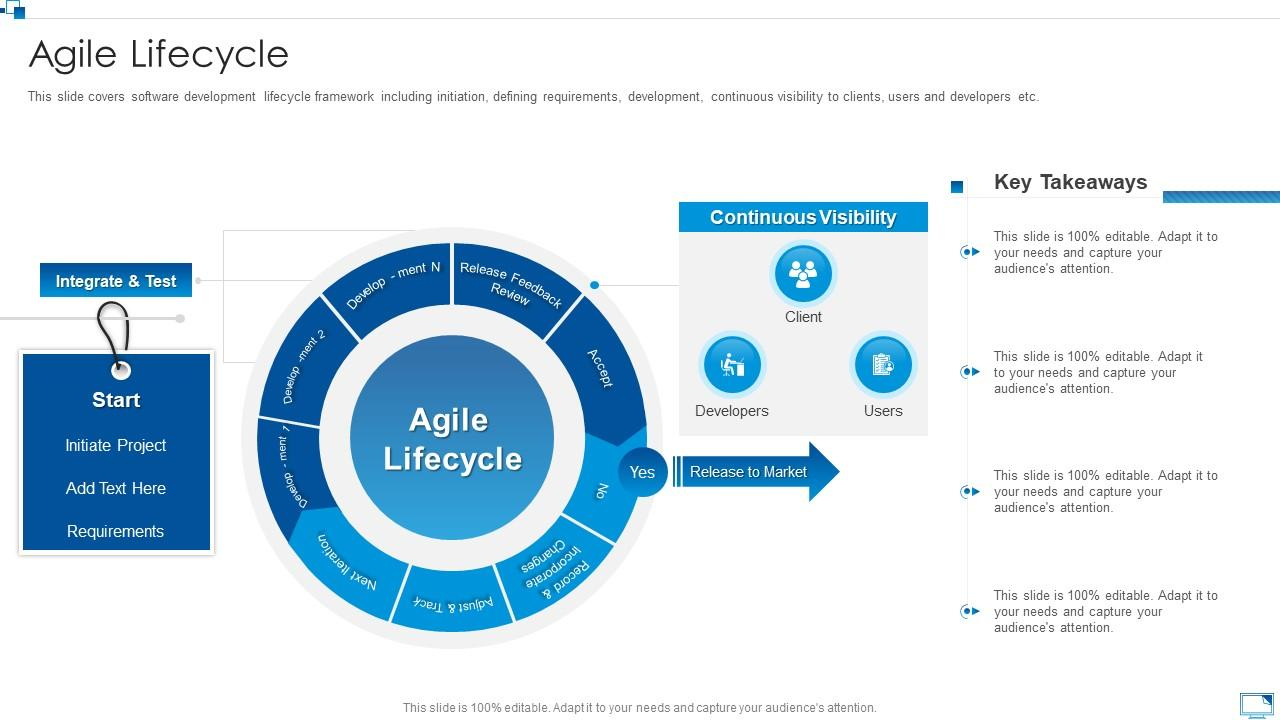 Agile Lifecycle
This slide covers software development lifecycle framework including initiation, defining requirements, development, continuous visibility to clients, users and developers etc.
Integrate & Test
Start
Initiate Project
Add Text Here
Requirements
Develop - ment 1
Develop -ment 2
Develop - ment N
Release Feedback
Review
Accept
No
Record &
Incorporate
Changes
Adjust & Track
Next Iteration
Agile
Lifecycle
Yes
Release to Market
Continuous Visibility
Client
Developers
Users
Key Takeaways
This slide is 100% editable. Adapt it to
your needs and capture your
audience's attention.
This slide is 100% editable. Adapt it
to your needs and capture your
audience's attention.
This slide is 100% editable. Adapt it to
your needs and capture your
audience's attention.
This slide is 100% editable. Adapt it to
your needs and capture your
audience's attention.
This slide is 100% editable. Adapt it to your needs and capture your audience's attention.